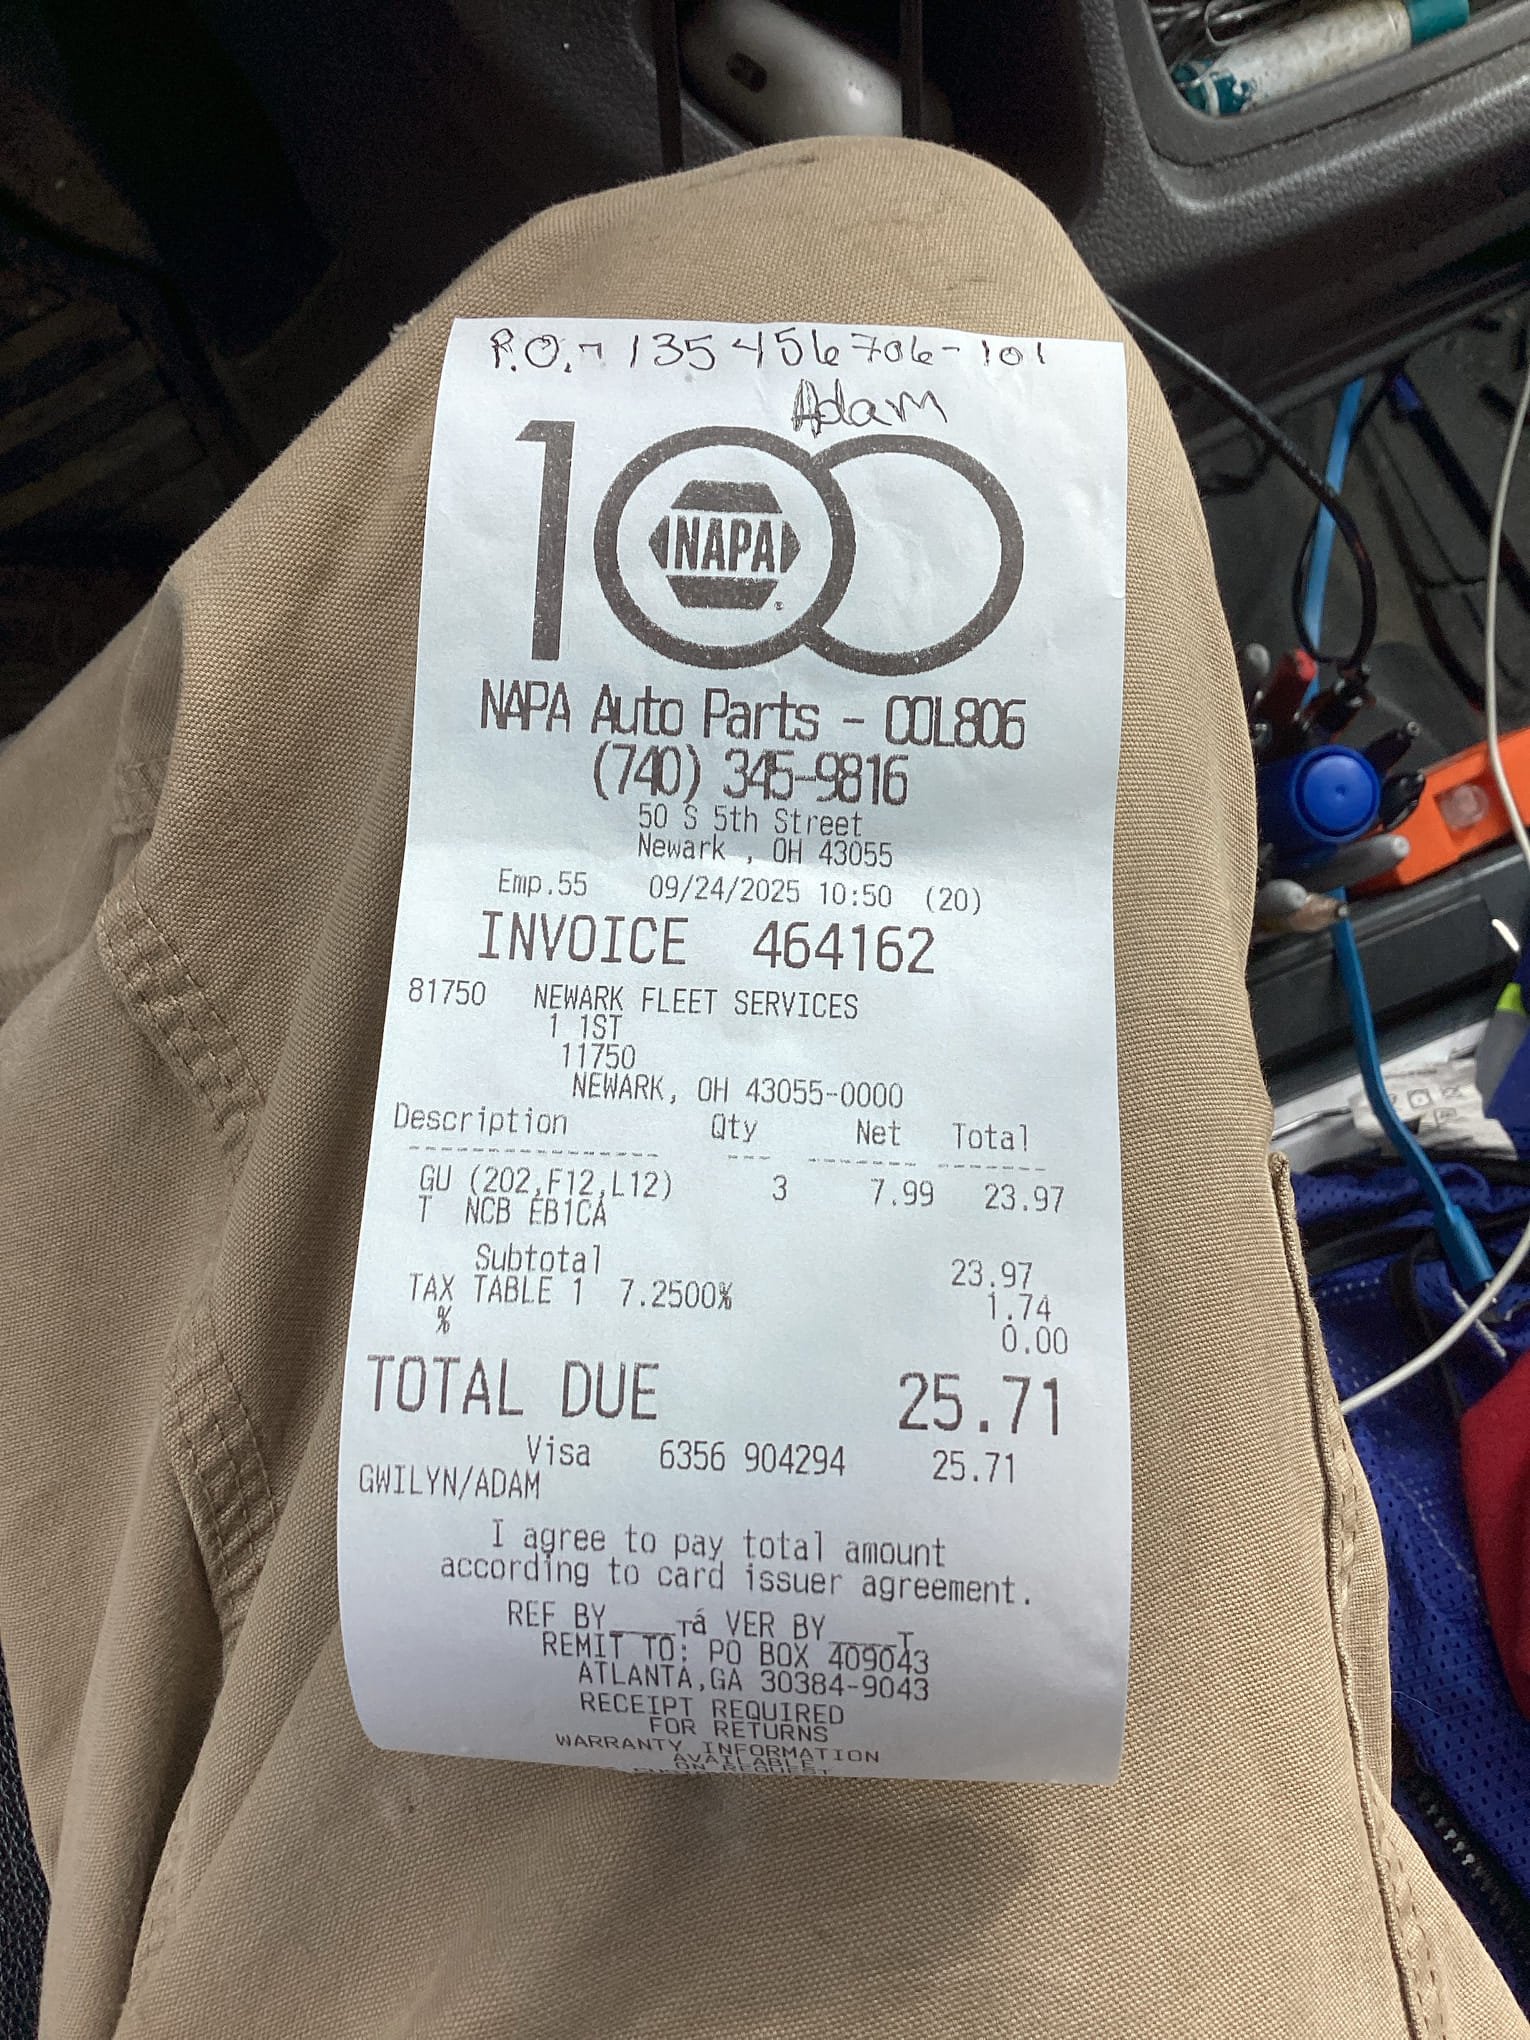 P.O. - 135456706-101
Adam
100
NAPA
NAPA Auto Parts - COL806
(740) 345-9816
50 S 5th Street
Newark , OH 43055
Emp.55 09/24/2025 10:50 (20)
INVOICE 464162
81750 NEWARK FLEET SERVICES
1 1ST
11750
NEWARK, OH 43055-0000
Description Qty Net Total
GU (202,F12,L12) 3 7.99 23.97
T NCB EB1CA
Subtotal 23.97
TAX TABLE 1 7.2500% 1.74
% 0.00
TOTAL DUE 25.71
Visa 6356 904294 25.71
GWILYN/ADAM
I agree to pay total amount
according to card issuer agreement.
REF BY____Tá VER BY____T
REMIT TO: PO BOX 409043
ATLANTA,GA 30384-9043
RECEIPT REQUIRED
FOR RETURNS
WARRANTY INFORMATION
AVAILABLE
ON REQUEST